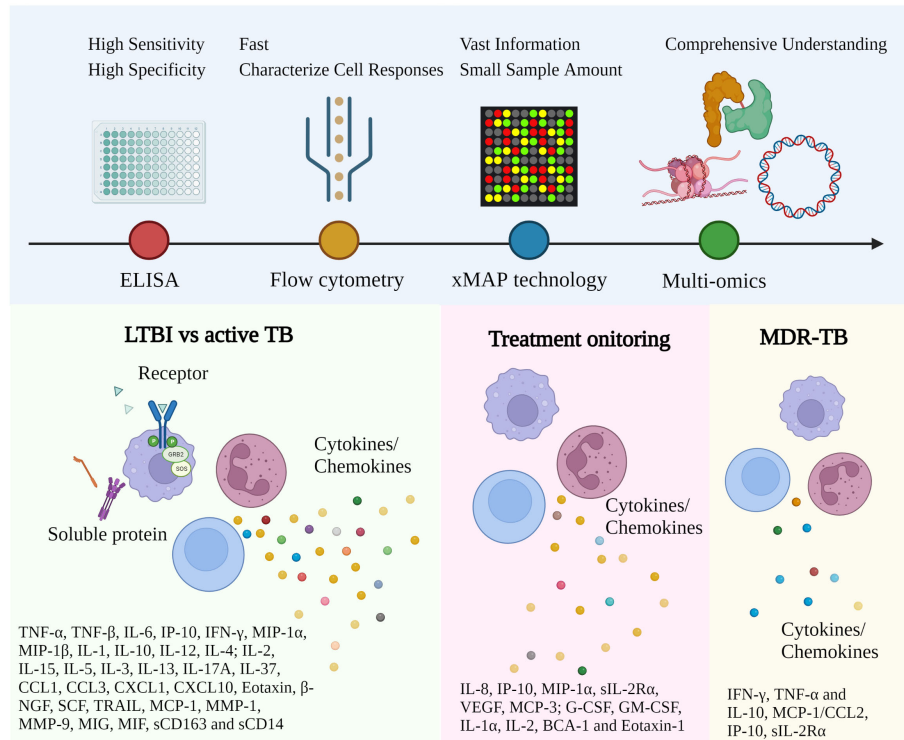 High Sensitivity
High Specificity
Fast
Characterize Cell Responses
Vast Information
Small Sample Amount
Comprehensive Understanding
ELISA
Flow cytometry
xMAP technology
Multi-omics
LTBI vs active TB
Receptor
P
P
GRB2
SOS
Cytokines/
Chemokines
Soluble protein
TNF-α, TNF-β, IL-6, IP-10, IFN-γ, MIP-1α,
MIP-1β, IL-1, IL-10, IL-12, IL-4; IL-2,
IL-15, IL-5, IL-3, IL-13, IL-17A, IL-37,
CCL1, CCL3, CXCL1, CXCL10, Eotaxin, β-
NGF, SCF, TRAIL, MCP-1, MMP-1,
MMP-9, MIG, MIF, sCD163 and sCD14
Treatment onitoring
Cytokines/
Chemokines
IL-8, IP-10, MIP-1α, sIL-2Rα,
VEGF, MCP-3; G-CSF, GM-CSF,
IL-1α, IL-2, BCA-1 and Eotaxin-1
MDR-TB
Cytokines/
Chemokines
IFN-γ, TNF-α and
IL-10, MCP-1/CCL2,
IP-10, sIL-2Rα